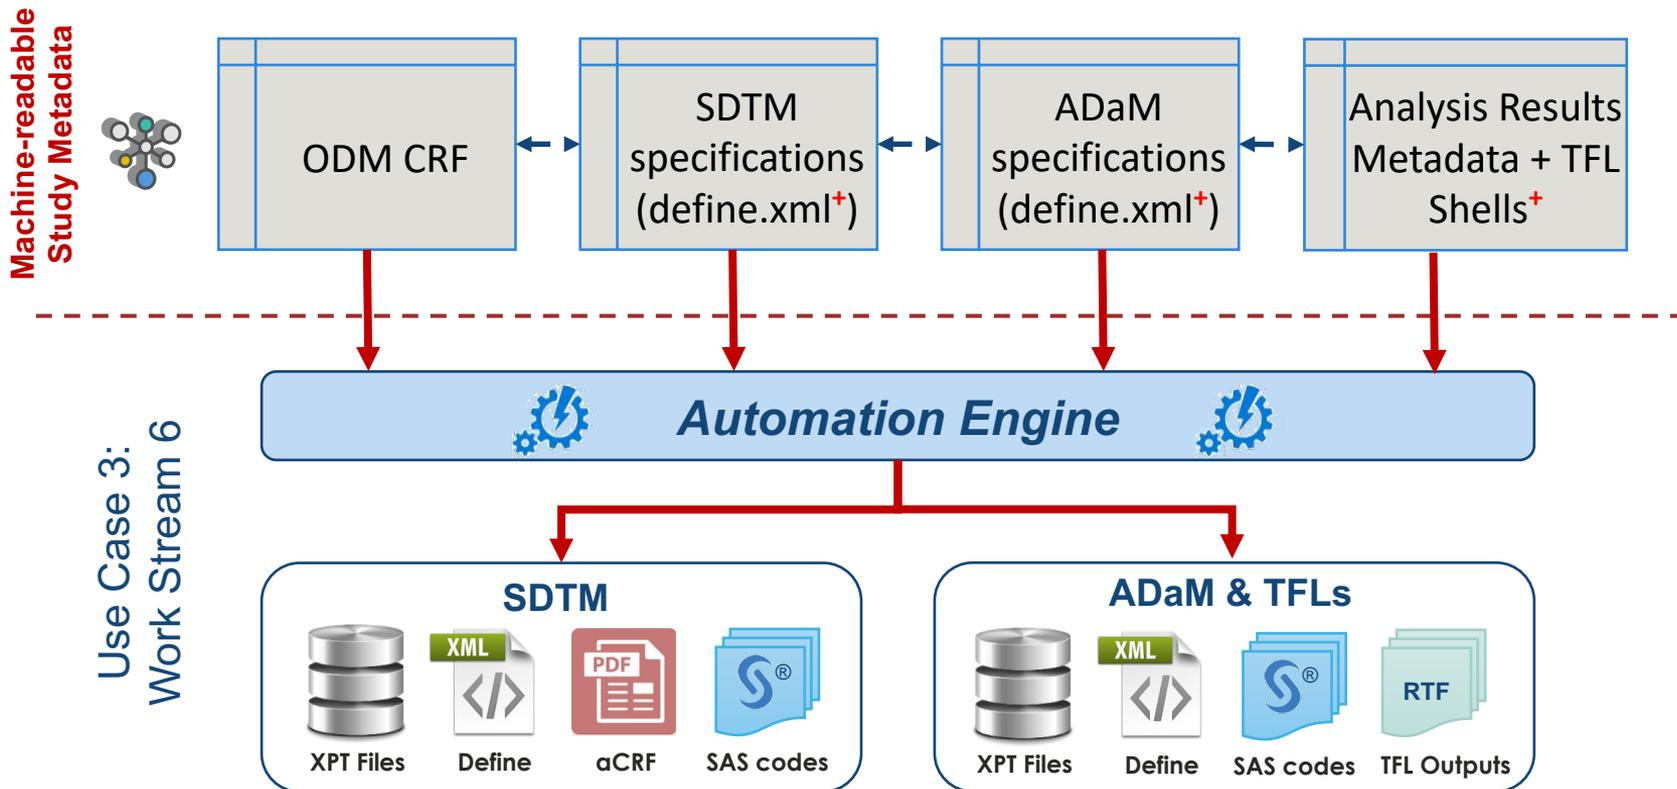 Machine-readable
Study Metadata
ODM CRF
SDTM
specifications
(define.xml+)
ADaM
specifications
(define.xml+)
Analysis Results
Metadata + TFL
Shells+
Automation Engine
Use Case 3:
Work Stream 6
SDTM
XML
PDF
®
XPT Files
Define
aCRF
SAS codes
ADaM & TFLs
XML
®
RTF
XPT Files
Define
SAS codes
TFL Outputs